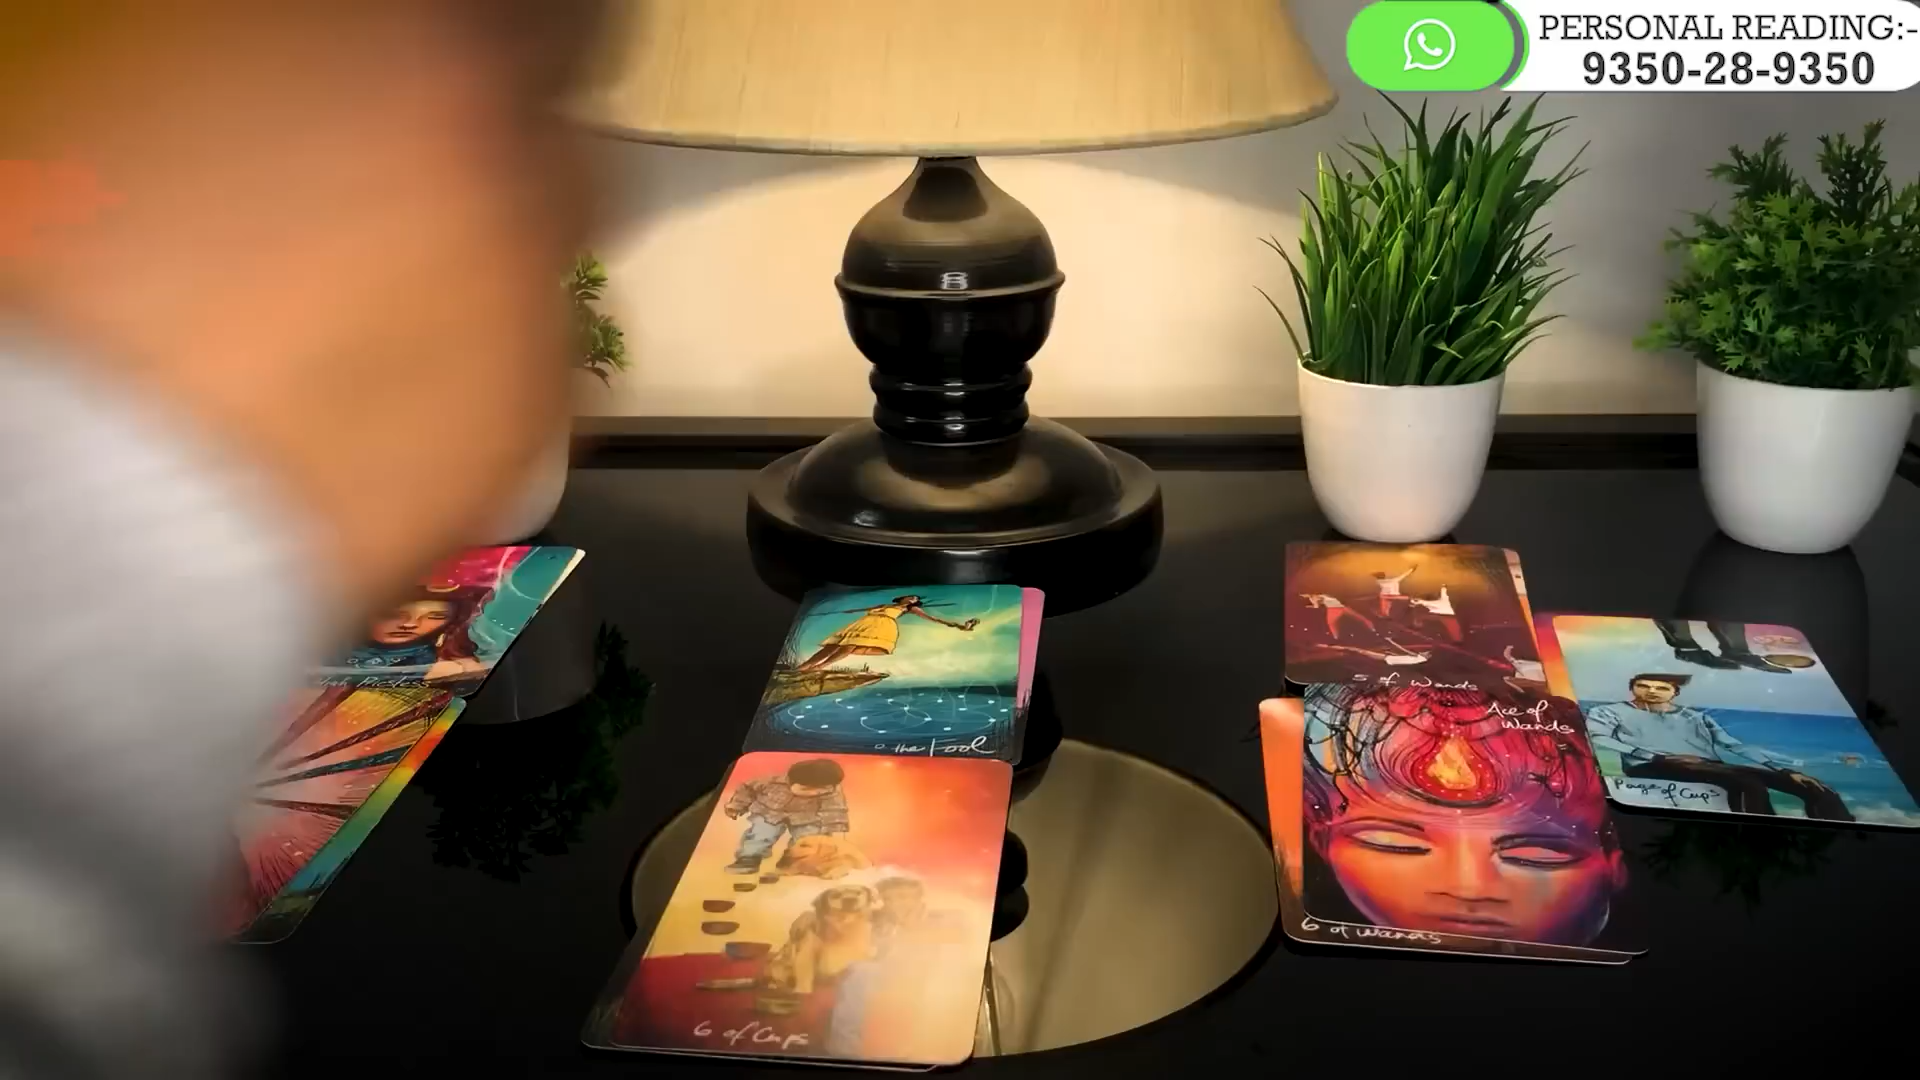 PERSONAL READING:-
9350-28-9350
the Fool
5 of Wands
Ace of
Wands
Page of Cups
6 of Wands
6 of Cups